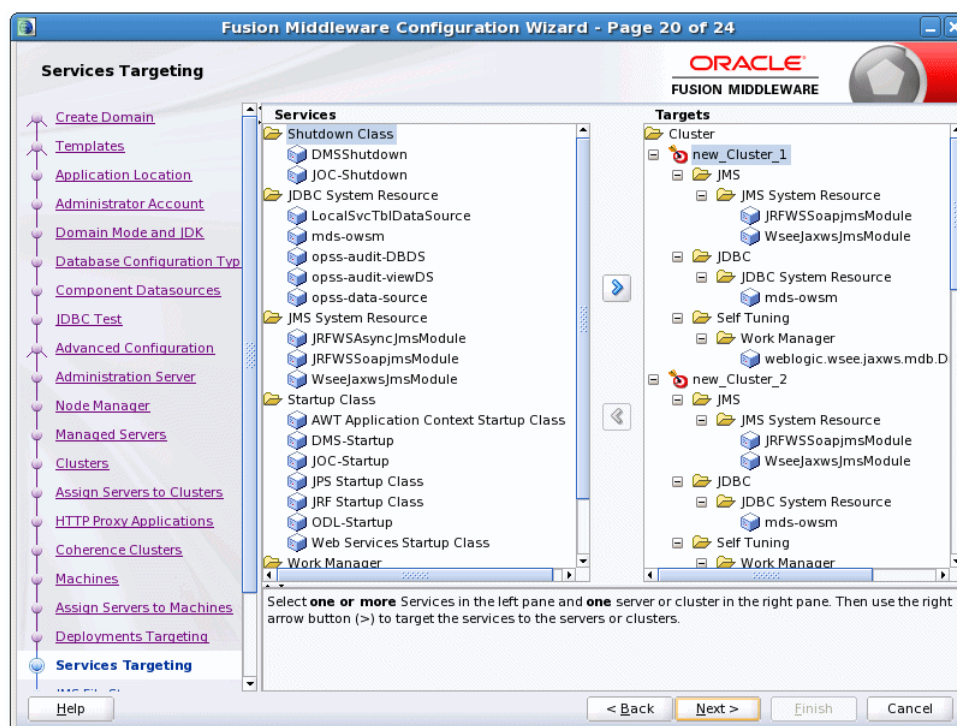 Fusion Middleware Configuration Wizard - Page 20 of 24
Services Targeting
ORACLE
FUSION MIDDLEWARE
Create Domain
Templates
Application Location
Administrator Account
Domain Mode and JDK
Database Configuration Typ
Component Datasources
JDBC Test
Advanced Configuration
Administration Server
Node Manager
Managed Servers
Clusters
Assign Servers to Clusters
HTTP Proxy Applications
Coherence Clusters
Machines
Assign Servers to Machines
Deployments Targeting
Services Targeting
Services
Shutdown Class
DMSShutdown
JOC-Shutdown
JDBC System Resource
LocalSvcTblDataSource
mds-owsm
opss-audit-DBDS
opss-audit-viewDS
opss-data-source
JMS System Resource
JRFWSAsyncJmsModule
JRFWSSoapjmsModule
WseeJaxwsJmsModule
Startup Class
AWT Application Context Startup Class
DMS-Startup
JOC-Startup
JPS Startup Class
JRF Startup Class
ODL-Startup
Web Services Startup Class
Work Manager
Targets
Cluster
new_Cluster_1
JMS
JMS System Resource
JRFWSSoapjmsModule
WseeJaxwsJmsModule
JDBC
JDBC System Resource
mds-owsm
Self Tuning
Work Manager
weblogic.wsee.jaxws.mdb.D
new_Cluster_2
JMS
JMS System Resource
JRFWSSoapjmsModule
WseeJaxwsJmsModule
JDBC
JDBC System Resource
mds-owsm
Self Tuning
Work Manager
Select one or more Services in the left pane and one server or cluster in the right pane. Then use the right
arrow button (>) to target the services to the servers or clusters.
Help
< Back
Next >
Finish
Cancel